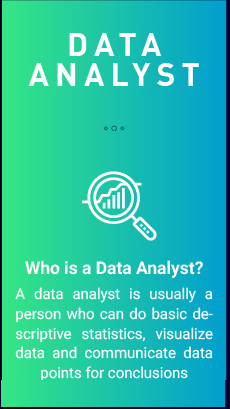 DATA
ANALYST
Who is a Data Analyst?
A data analyst is usually a
person who can do basic de-
scriptive statistics, visualize
data and communicate data
points for conclusions